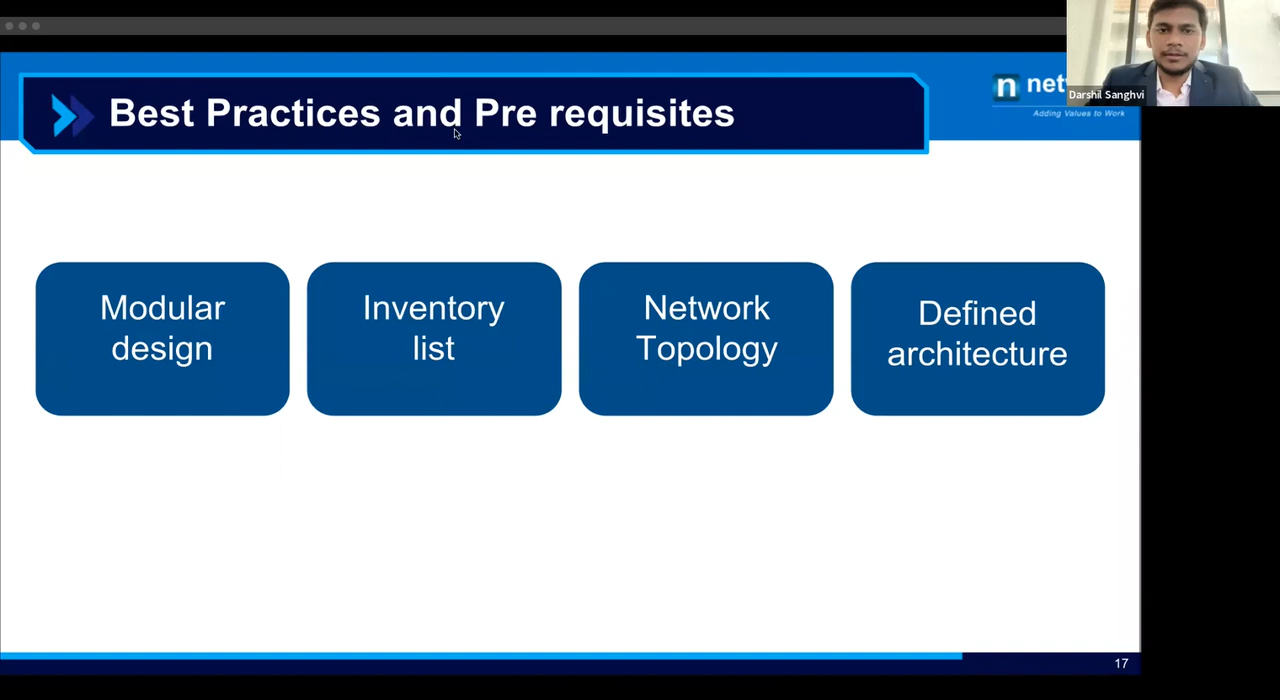 Best Practices and Pre requisites
n net
Adding Values to Work
Darshil Sanghvi
Modular
design
Inventory
list
Network
Topology
Defined
architecture
17